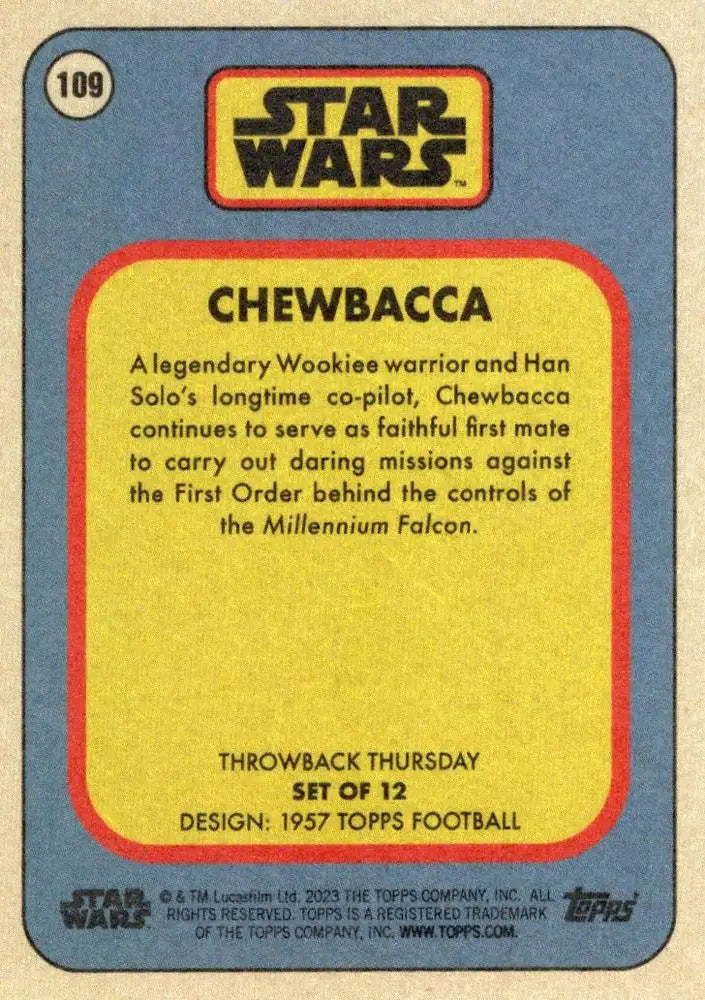 109
STAR
WARS™
CHEWBACCA
A legendary Wookiee warrior and Han
Solo's longtime co-pilot, Chewbacca
continues to serve as faithful first mate
to carry out daring missions against
the First Order behind the controls of
the Millennium Falcon.
THROWBACK THURSDAY
SET OF 12
DESIGN: 1957 TOPPS FOOTBALL
STAR
WARS
© & TM Lucasfilm Ltd. 2023 THE TOPPS COMPANY, INC. ALL
RIGHTS RESERVED. TOPPS IS A REGISTERED TRADEMARK
OF THE TOPPS COMPANY, INC. WWW.TOPPS.COM.
topps